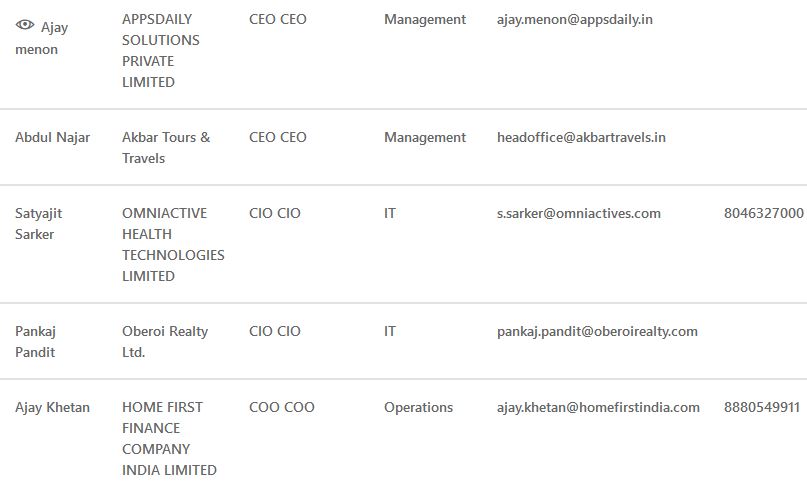 Ajay menon APPSDAILY SOLUTIONS PRIVATE LIMITED CEO CEO Management ajay.menon@appsdaily.in
Abdul Najar Akbar Tours & Travels CEO CEO Management headoffice@akbartravels.in
Satyajit Sarker OMNIACTIVE HEALTH TECHNOLOGIES LIMITED CIO CIO IT s.sarker@omniactives.com 8046327000
Pankaj Pandit Oberoi Realty Ltd. CIO CIO IT pankaj.pandit@oberoirealty.com
Ajay Khetan HOME FIRST FINANCE COMPANY INDIA LIMITED COO COO Operations ajay.khetan@homefirstindia.com 8880549911